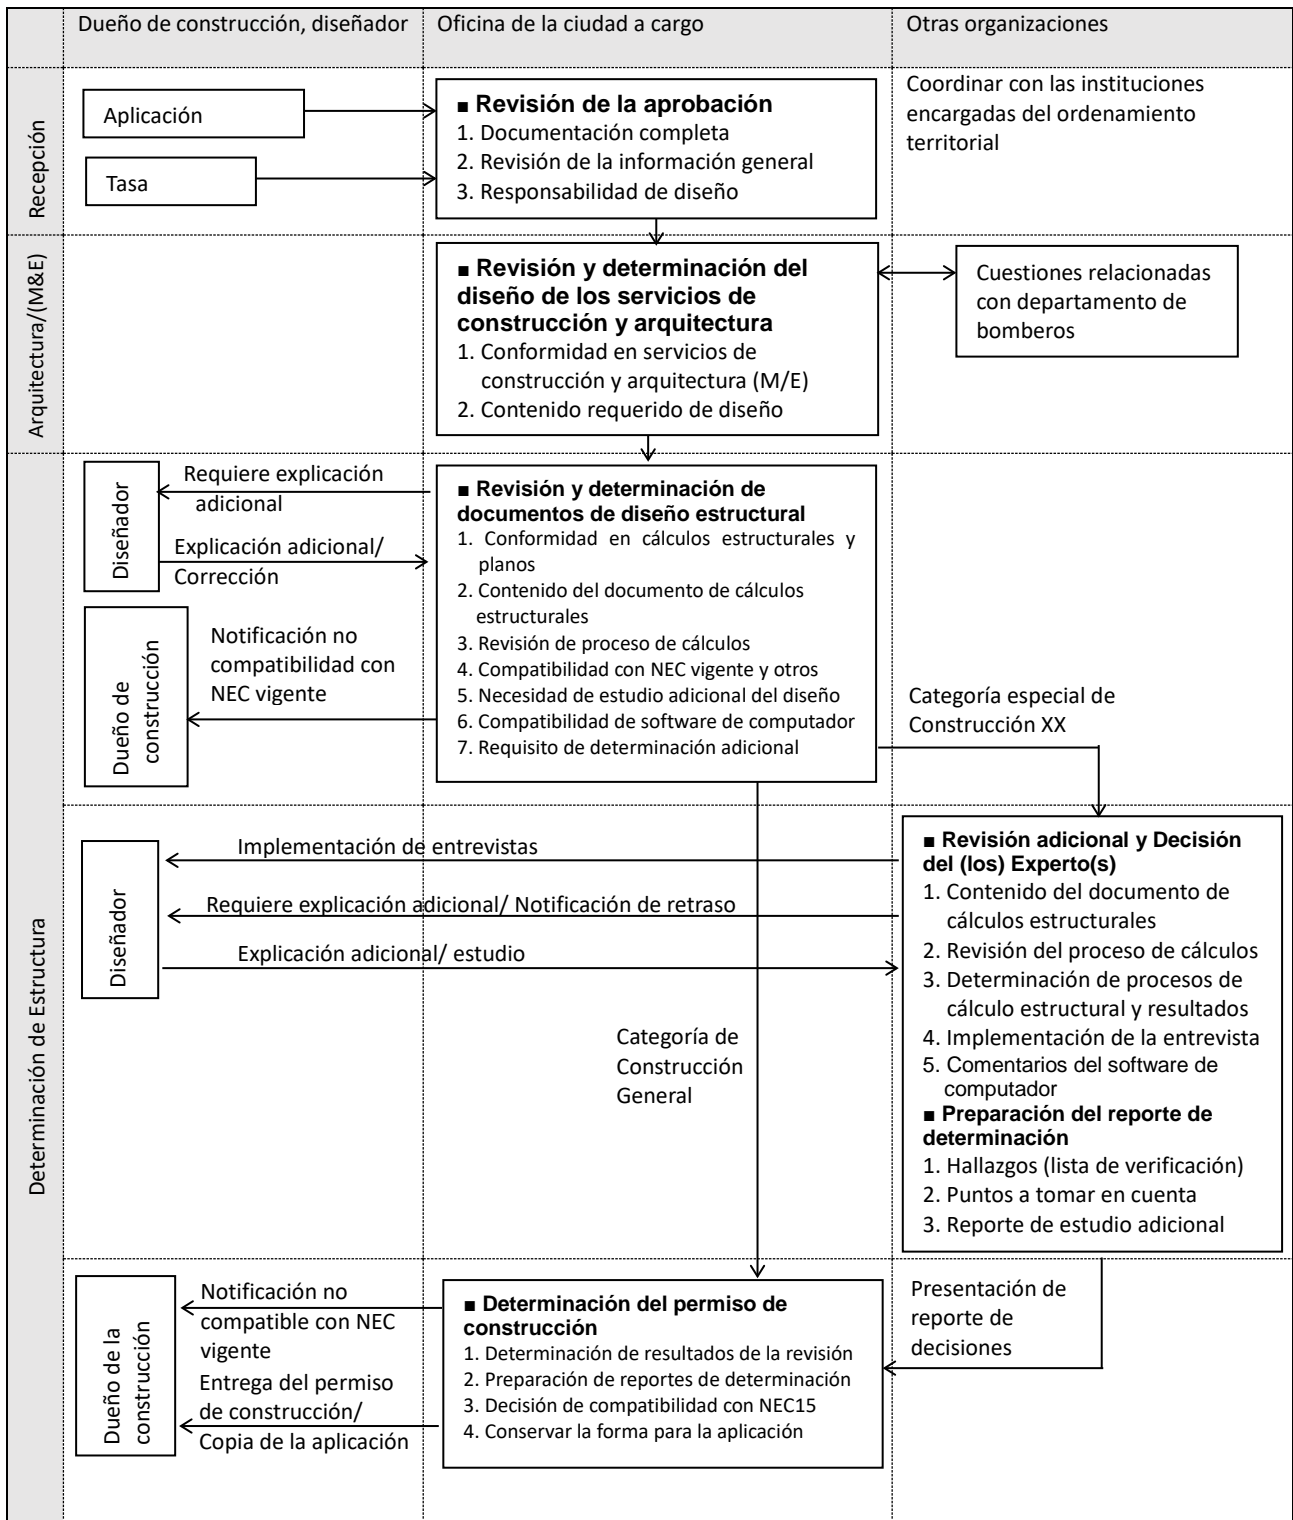 Dueño de construcción, diseñador
Oficina de la ciudad a cargo
Otras organizaciones
Recepción
Aplicación
Tasa
■ Revisión de la aprobación
1. Documentación completa
2. Revisión de la información general
3. Responsabilidad de diseño
Coordinar con las instituciones
encargadas del ordenamiento
territorial
Arquitectura/(M&E)
■ Revisión y determinación del
diseño de los servicios de
construcción y arquitectura
1. Conformidad en servicios de
construcción y arquitectura (M/E)
2. Contenido requerido de diseño
Cuestiones relacionadas
con departamento de
bomberos
Determinación de Estructura
Diseñador
Requiere explicación
adicional
Explicación adicional/
Corrección
Dueño de
construcción
Notificación no
compatibilidad con
NEC vigente
■ Revisión y determinación de
documentos de diseño estructural
1. Conformidad en cálculos estructurales y
planos
2. Contenido del documento de cálculos
estructurales
3. Revisión de proceso de cálculos
4. Compatibilidad con NEC vigente y otros
5. Necesidad de estudio adicional del diseño
6. Compatibilidad de software de computador
7. Requisito de determinación adicional
Categoría especial de
Construcción XX
Diseñador
Implementación de entrevistas
Requiere explicación adicional/ Notificación de retraso
Explicación adicional/ estudio
Categoría de
Construcción
General
■ Revisión adicional y Decisión
del (los) Experto(s)
1. Contenido del documento de
cálculos estructurales
2. Revisión del proceso de cálculos
3. Determinación de procesos de
cálculo estructural y resultados
4. Implementación de la entrevista
5. Comentarios del software de
computador
■ Preparación del reporte de
determinación
1. Hallazgos (lista de verificación)
2. Puntos a tomar en cuenta
3. Reporte de estudio adicional
Dueño de la
construcción
Notificación no
compatible con NEC
vigente
Entrega del permiso
de construcción/
Copia de la aplicación
■ Determinación del permiso de
construcción
1. Determinación de resultados de la revisión
2. Preparación de reportes de determinación
3. Decisión de compatibilidad con NEC15
4. Conservar la forma para la aplicación
Presentación de
reporte de
decisiones